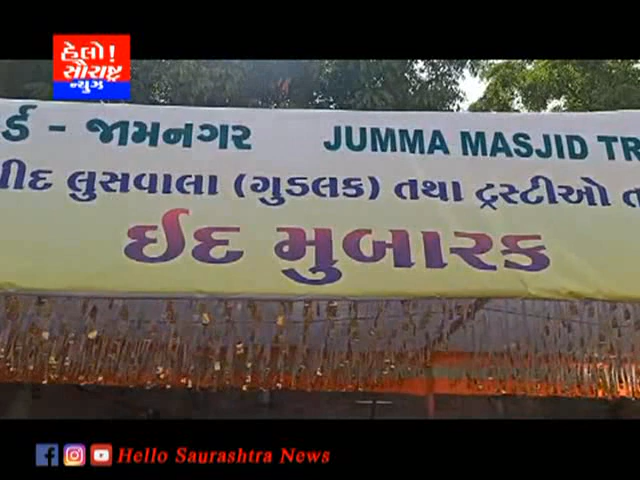 હેલો!
સૌરાષ્ટ્ર
ન્યુઝ
ર્ડ - જામનગર JUMMA MASJID TR
ીદ લુસવાલા (ગુડલક) તથા ટ્રસ્ટીઓ ત
ઈદ મુબારક
Hello Saurashtra News